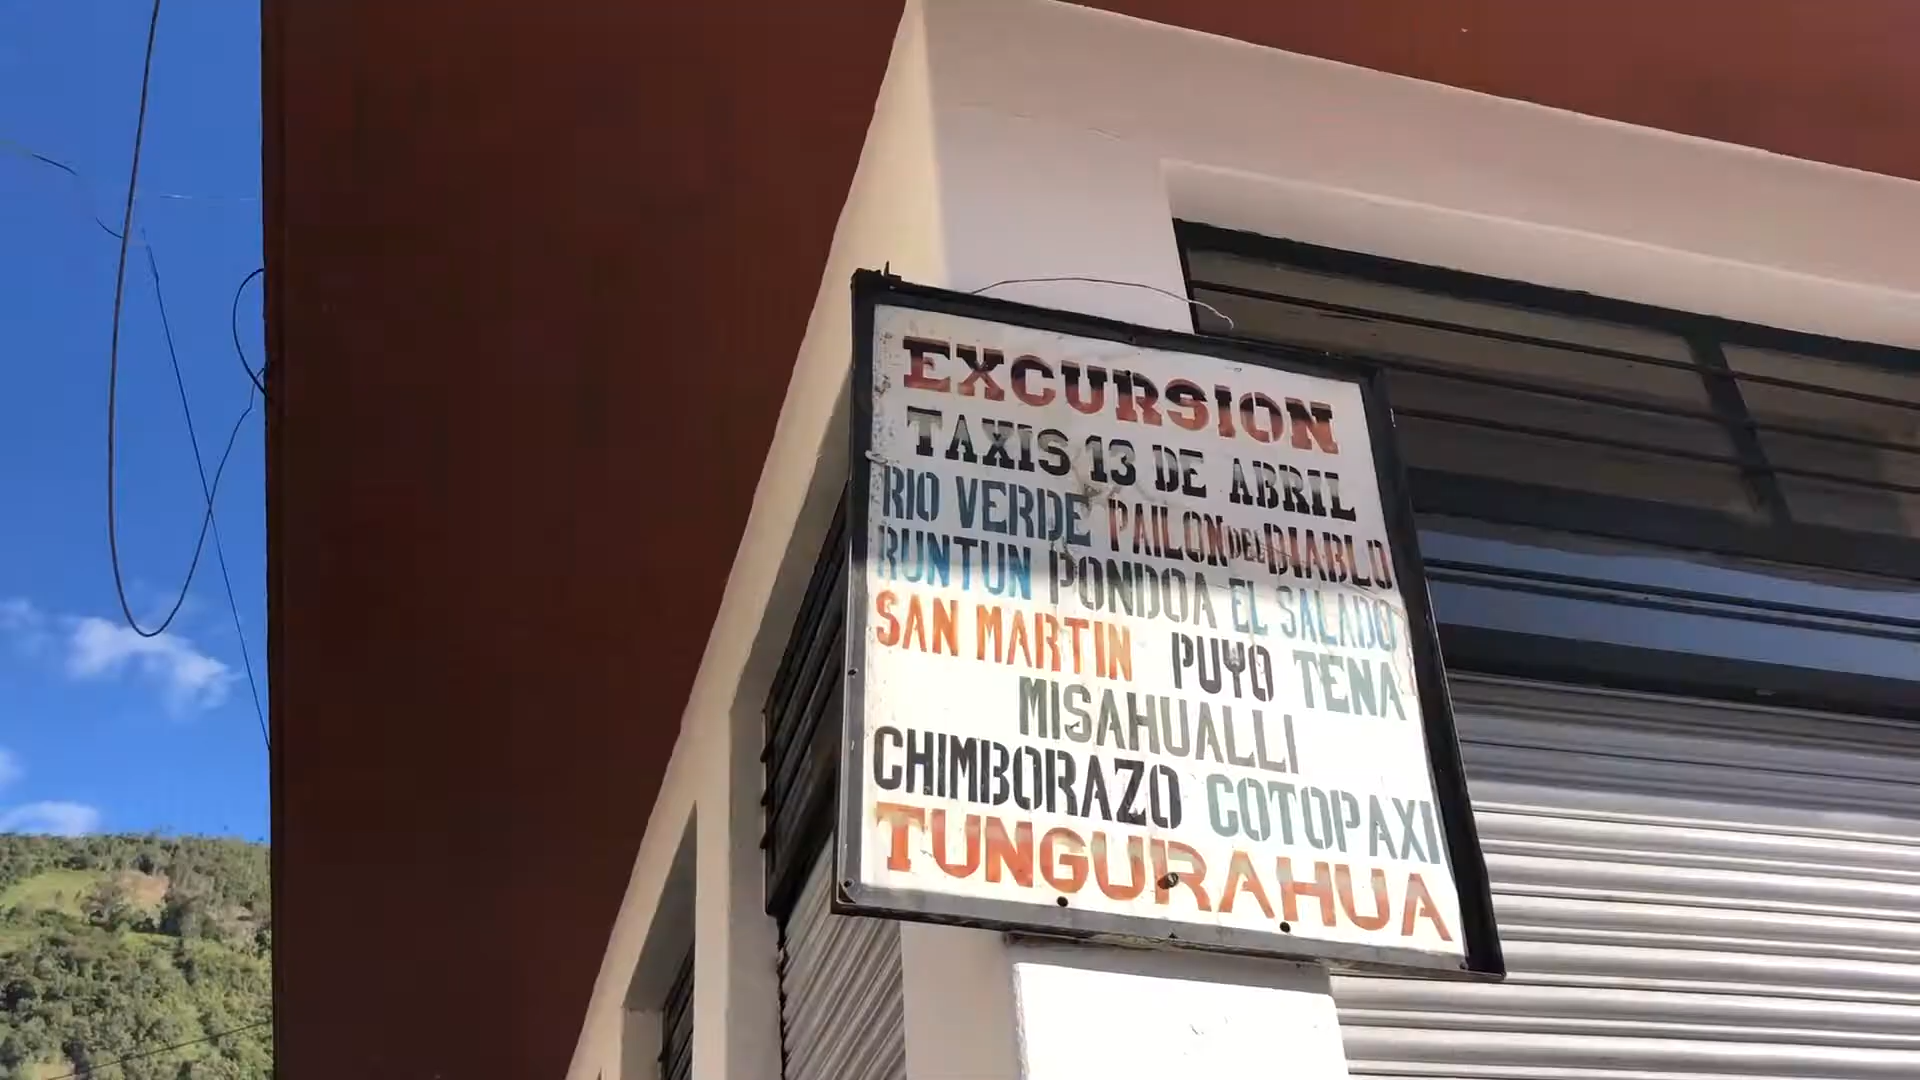 EXCURSION
TAXIS 13 DE ABRIL
RIO VERDE PAILON DEL DIABLO
RUNTUN PONDOA EL SALADO
SAN MARTIN PUYO TENA
MISAHUALLI
CHIMBORAZO COTOPAXI
TUNGURAHUA